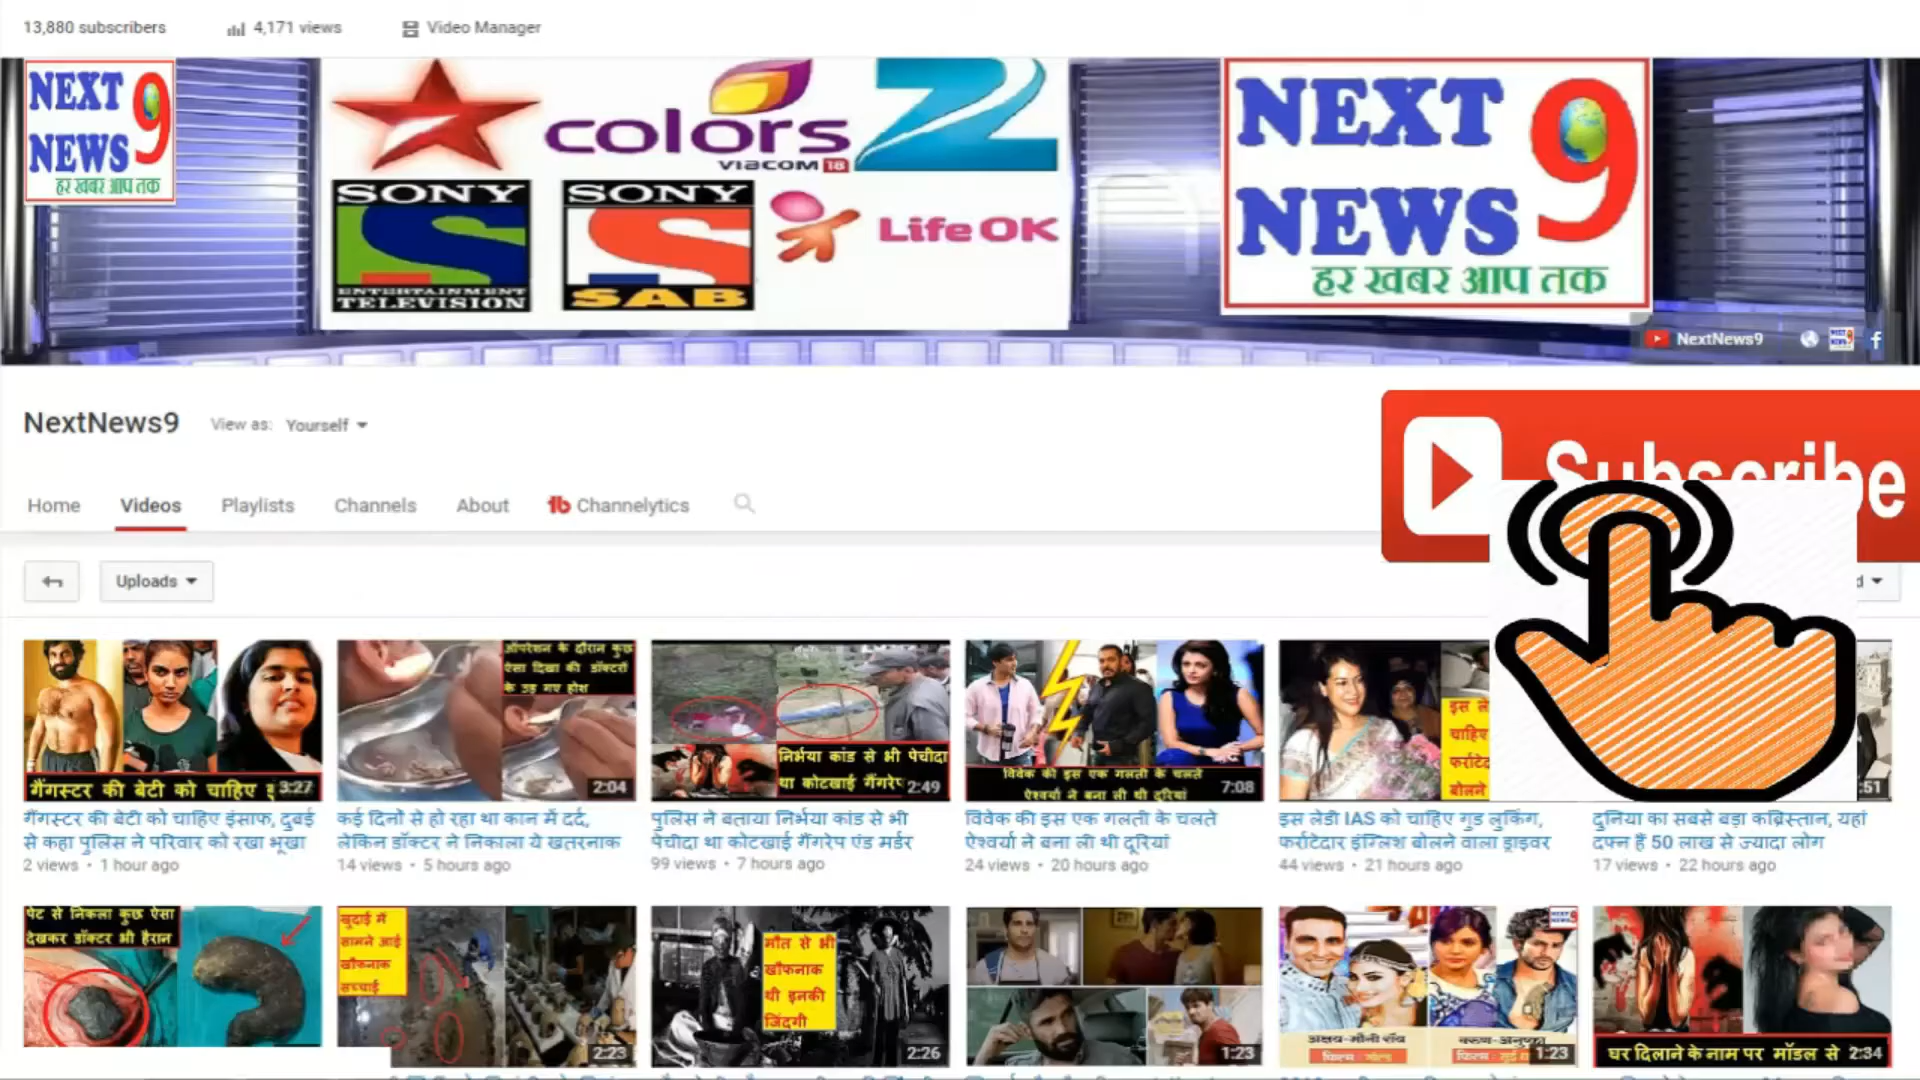 13,880 subscribers
4,171 views
Video Manager
NEXT
NEWS 9
हर खबर आप तक
colors
VIACOM 18
SONY
ENTERTAINMENT
TELEVISION
SONY
SAB
Life OK
NEXT
NEWS 9
हर खबर आप तक
NextNews9
NextNews9
View as: Yourself
Subscribe
Home
Videos
Playlists
Channels
About
Channelytics
Uploads
गैंगस्टर की बेटी को चाहिए
3:27
ऑपरेशन के दौरान कुछ
ऐसा दिखा की डॉक्टरों
के उड़ गए होश
2:04
निर्भया कांड से भी पेचीदा
था कोटखाई गैंगरेप
2:49
विवेक की इस एक गलती के चलते
ऐश्वर्या ने बना ली थी दूरियां
7:08
इस ले
चाहिए
फर्राटेद
बोलने
:51
गैंगस्टर की बेटी को चाहिए इंसाफ, दुबई
से कहा पुलिस ने परिवार को रखा भूखा
2 views • 1 hour ago
कई दिनों से हो रहा था कान में दर्द,
लेकिन डॉक्टर ने निकाला ये खतरनाक
14 views • 5 hours ago
पुलिस ने बताया निर्भया कांड से भी
पेचीदा था कोटखाई गैंगरेप एंड मर्डर
99 views • 7 hours ago
विवेक की इस एक गलती के चलते
ऐश्वर्या ने बना ली थी दूरियां
24 views • 20 hours ago
इस लेडी IAS को चाहिए गुड लुकिंग,
फर्राटेदार इंग्लिश बोलने वाला ड्राइवर
44 views • 21 hours ago
दुनिया का सबसे बड़ा कब्रिस्तान, यहां
दफ्न हैं 50 लाख से ज्यादा लोग
17 views • 22 hours ago
पेट से निकला कुछ ऐसा
देखकर डॉक्टर भी हैरान
खुदाई में
सामने आई
खौफनाक
सच्चाई
2:23
मौत से भी
खौफनाक
थी इनकी
जिंदगी
2:26
1:23
अक्षय-मौनी रॉय
1:23
घर दिलाने के नाम पर मॉडल से
2:34